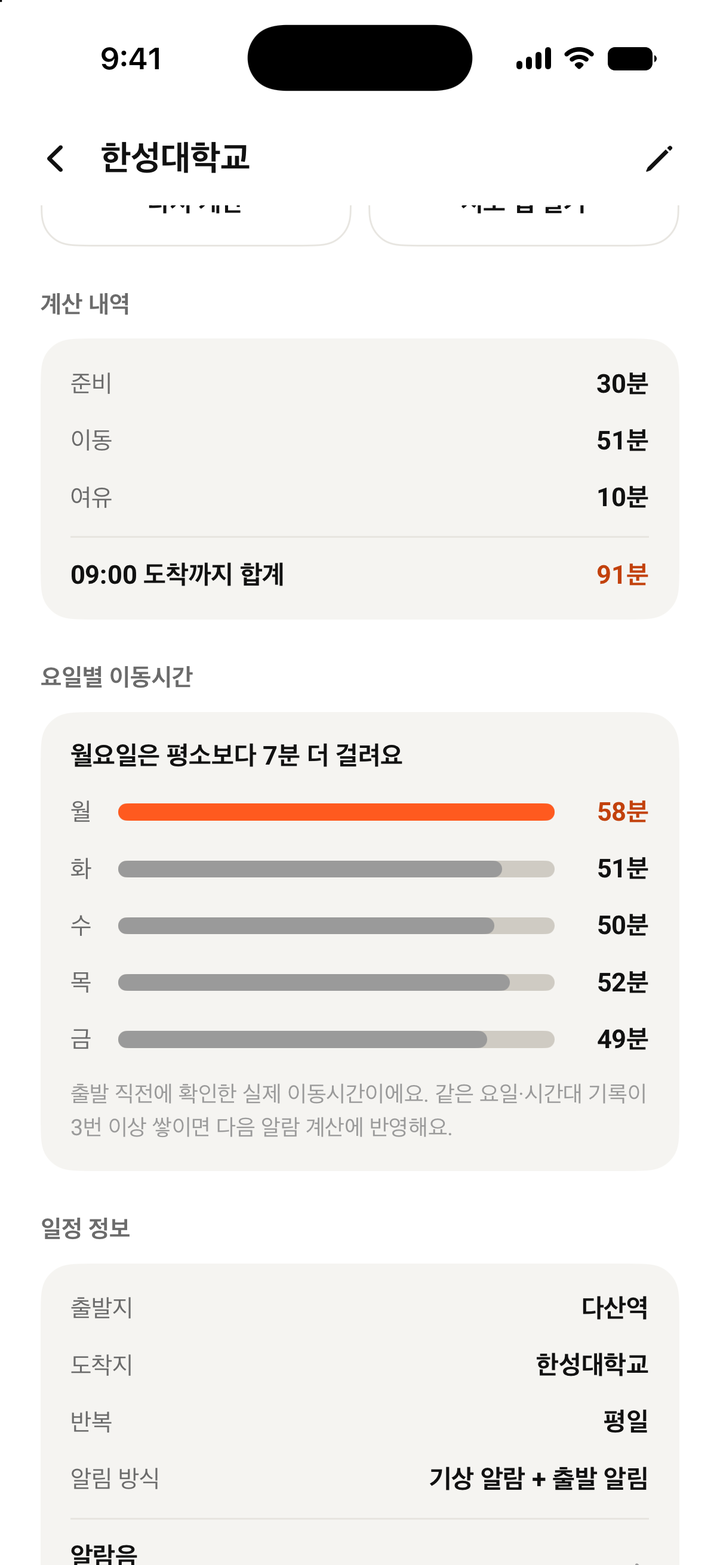 9:41
한성대학교
계산 내역
준비 30분
이동 51분
여유 10분
09:00 도착까지 합계 91분
요일별 이동시간
월요일은 평소보다 7분 더 걸려요
월 58분
화 51분
수 50분
목 52분
금 49분
출발 직전에 확인한 실제 이동시간이에요. 같은 요일·시간대 기록이
3번 이상 쌓이면 다음 알람 계산에 반영해요.
일정 정보
출발지 다산역
도착지 한성대학교
반복 평일
알림 방식 기상 알람 + 출발 알림
알람음